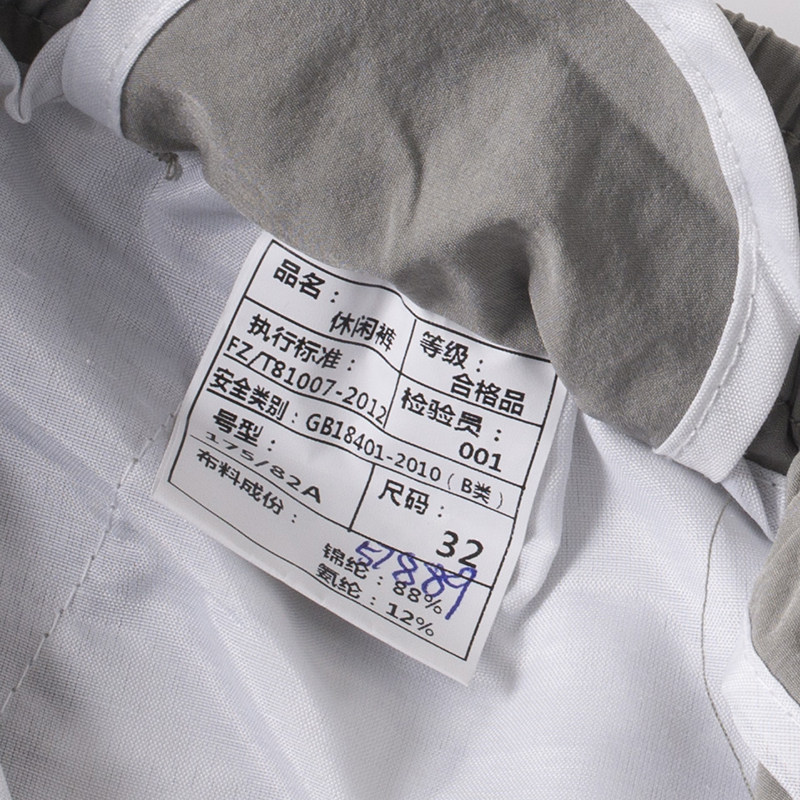 品名：
休闲裤
等级：
合格品
执行标准：
FZ/T81007-2012
检验员：
001
安全类别：GB18401-2010（B类）
号型：
175/82A
尺码：
32
布料成份：
锦纶：88%
氨纶：12%
57889